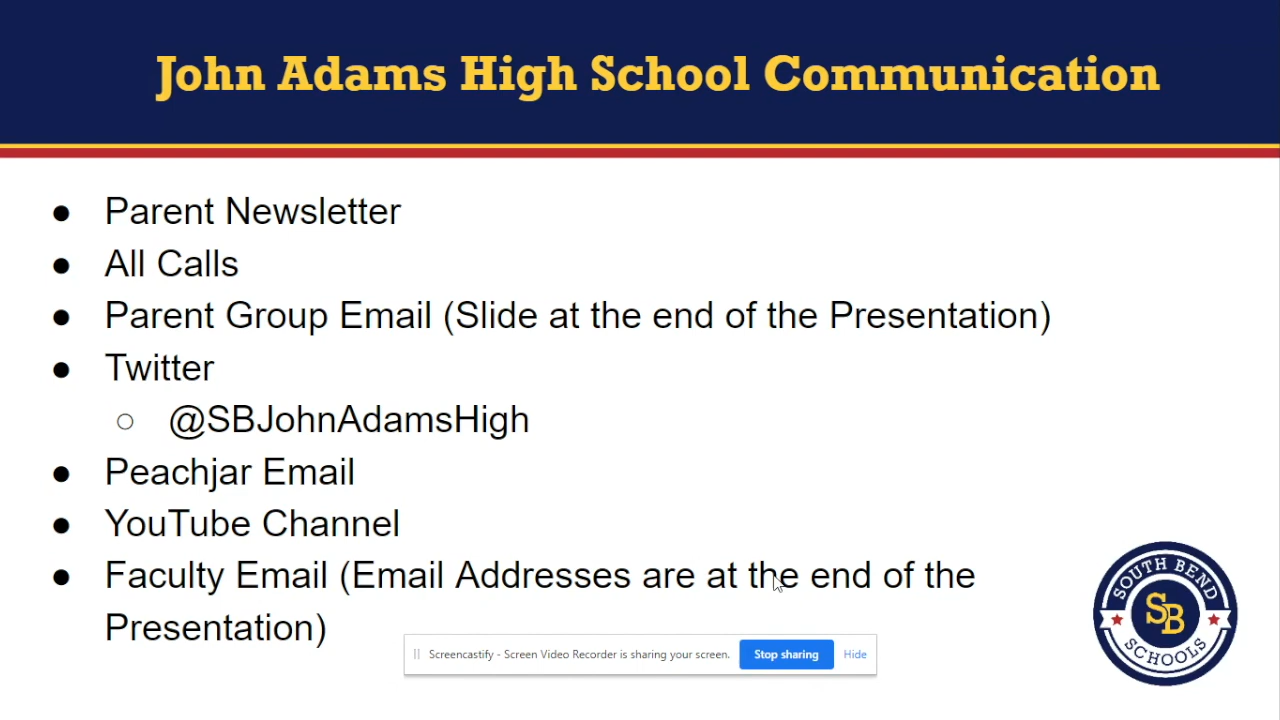 John Adams High School Communication
● Parent Newsletter
● All Calls
● Parent Group Email (Slide at the end of the Presentation)
● Twitter
○ @SBJohnAdamsHigh
● Peachjar Email
● YouTube Channel
● Faculty Email (Email Addresses are at the end of the
Presentation)
SOUTH BEND
SB
SCHOOLS
Screencastify - Screen Video Recorder is sharing your screen. Stop sharing Hide